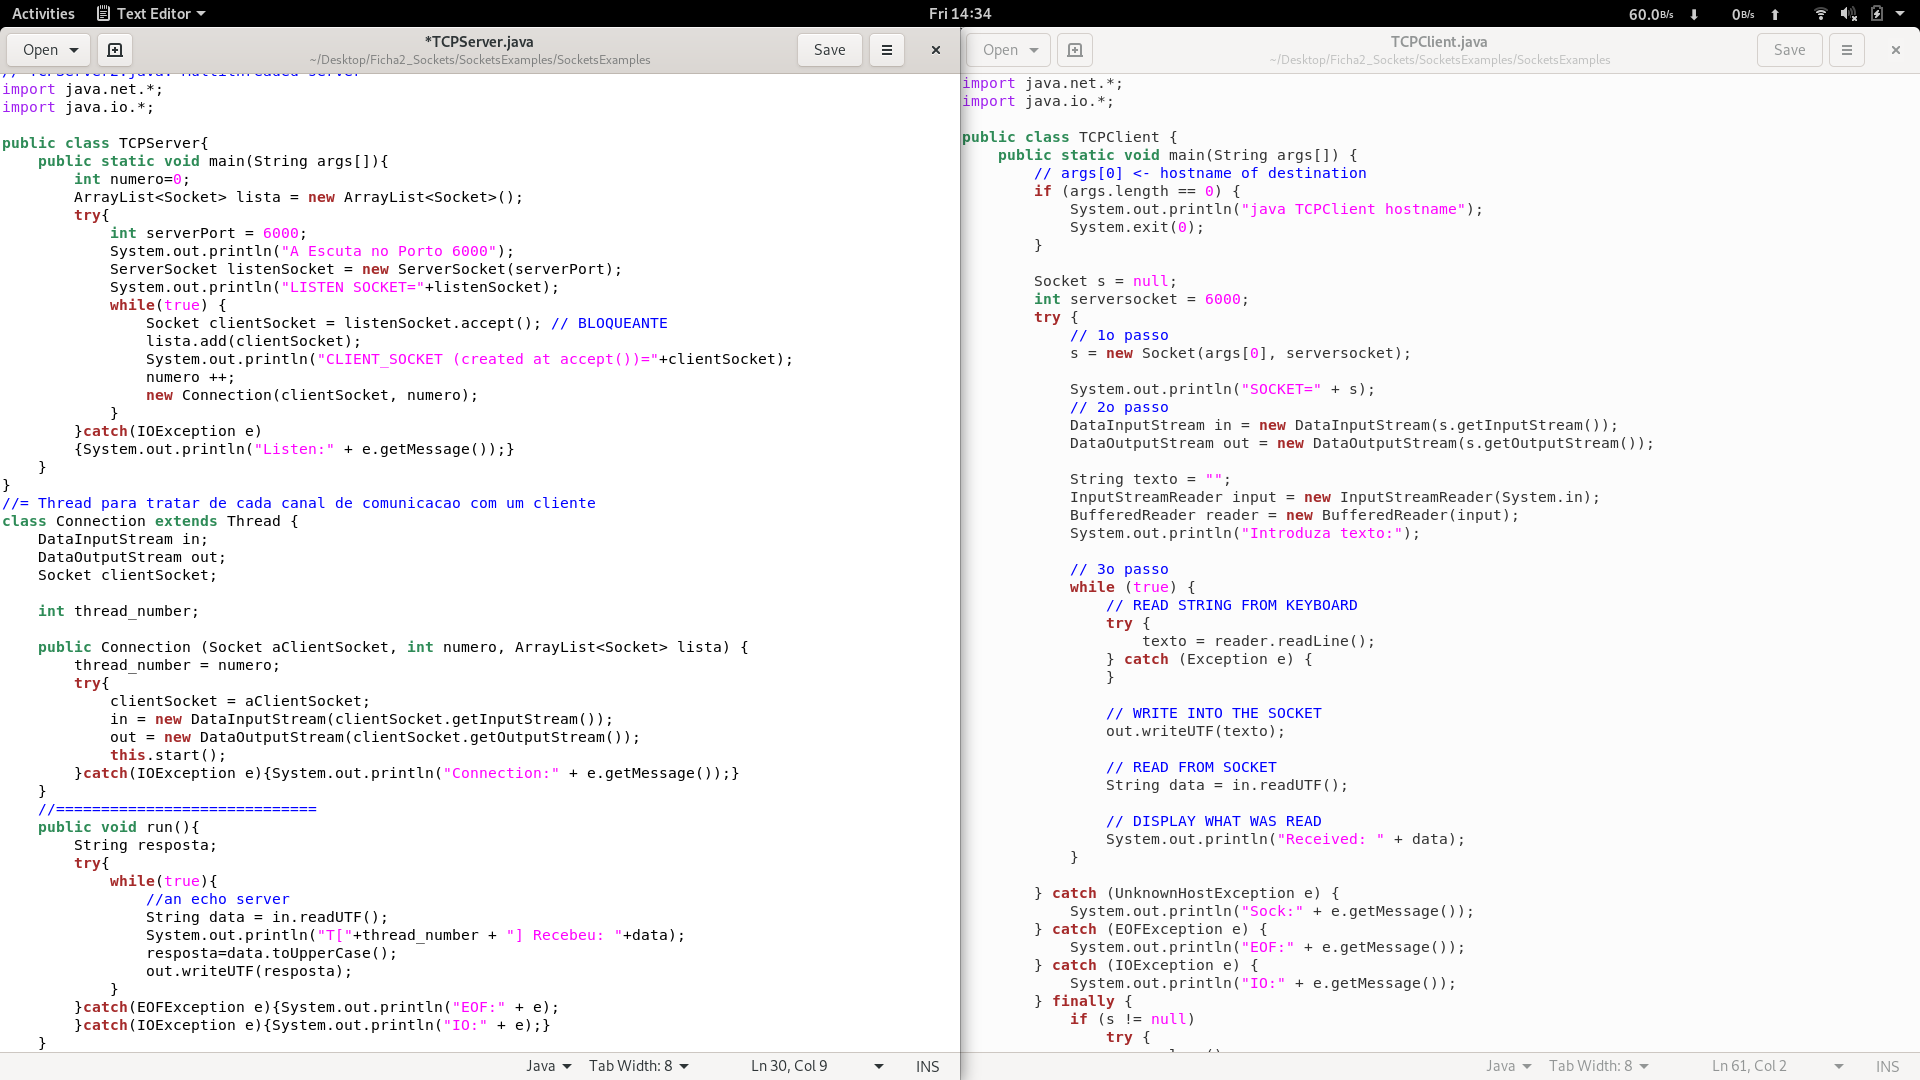 Activities Text Editor Fri 14:34 60.0B/s 0B/s
Open *TCPServer.java Save
~/Desktop/Ficha2_Sockets/SocketsExamples/SocketsExamples
// TcpServer2.java: Multithreaded server
import java.net.*;
import java.io.*;
public class TCPServer{
public static void main(String args[]){
int numero=0;
ArrayList<Socket> lista = new ArrayList<Socket>();
try{
int serverPort = 6000;
System.out.println("A Escuta no Porto 6000");
ServerSocket listenSocket = new ServerSocket(serverPort);
System.out.println("LISTEN SOCKET="+listenSocket);
while(true) {
Socket clientSocket = listenSocket.accept(); // BLOQUEANTE
lista.add(clientSocket);
System.out.println("CLIENT_SOCKET (created at accept())="+clientSocket);
numero ++;
new Connection(clientSocket, numero);
}
}catch(IOException e)
{System.out.println("Listen:" + e.getMessage());}
}
}
//= Thread para tratar de cada canal de comunicacao com um cliente
class Connection extends Thread {
DataInputStream in;
DataOutputStream out;
Socket clientSocket;
int thread_number;
public Connection (Socket aClientSocket, int numero, ArrayList<Socket> lista) {
thread_number = numero;
try{
clientSocket = aClientSocket;
in = new DataInputStream(clientSocket.getInputStream());
out = new DataOutputStream(clientSocket.getOutputStream());
this.start();
}catch(IOException e){System.out.println("Connection:" + e.getMessage());}
}
//=============================
public void run(){
String resposta;
try{
while(true){
//an echo server
String data = in.readUTF();
System.out.println("T["+thread_number + "] Recebeu: "+data);
resposta=data.toUpperCase();
out.writeUTF(resposta);
}
}catch(EOFException e){System.out.println("EOF:" + e);
}catch(IOException e){System.out.println("IO:" + e);}
}
Java Tab Width: 8 Ln 30, Col 9 INS
Open TCPClient.java Save
~/Desktop/Ficha2_Sockets/SocketsExamples/SocketsExamples
import java.net.*;
import java.io.*;
public class TCPClient {
public static void main(String args[]) {
// args[0] <- hostname of destination
if (args.length == 0) {
System.out.println("java TCPClient hostname");
System.exit(0);
}
Socket s = null;
int serversocket = 6000;
try {
// 1o passo
s = new Socket(args[0], serversocket);
System.out.println("SOCKET=" + s);
// 2o passo
DataInputStream in = new DataInputStream(s.getInputStream());
DataOutputStream out = new DataOutputStream(s.getOutputStream());
String texto = "";
InputStreamReader input = new InputStreamReader(System.in);
BufferedReader reader = new BufferedReader(input);
System.out.println("Introduza texto:");
// 3o passo
while (true) {
// READ STRING FROM KEYBOARD
try {
texto = reader.readLine();
} catch (Exception e) {
}
// WRITE INTO THE SOCKET
out.writeUTF(texto);
// READ FROM SOCKET
String data = in.readUTF();
// DISPLAY WHAT WAS READ
System.out.println("Received: " + data);
}
} catch (UnknownHostException e) {
System.out.println("Sock:" + e.getMessage());
} catch (EOFException e) {
System.out.println("EOF:" + e.getMessage());
} catch (IOException e) {
System.out.println("IO:" + e.getMessage());
} finally {
if (s != null)
try {
Java Tab Width: 8 Ln 61, Col 2 INS